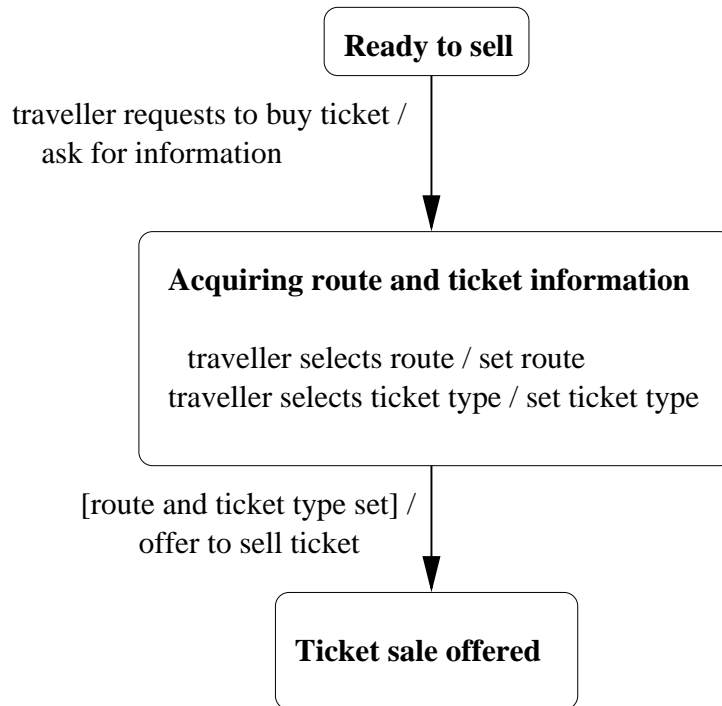 Ready to sell
traveller requests to buy ticket /
ask for information
Acquiring route and ticket information
traveller selects route / set route
traveller selects ticket type / set ticket type
[route and ticket type set] /
offer to sell ticket
Ticket sale offered